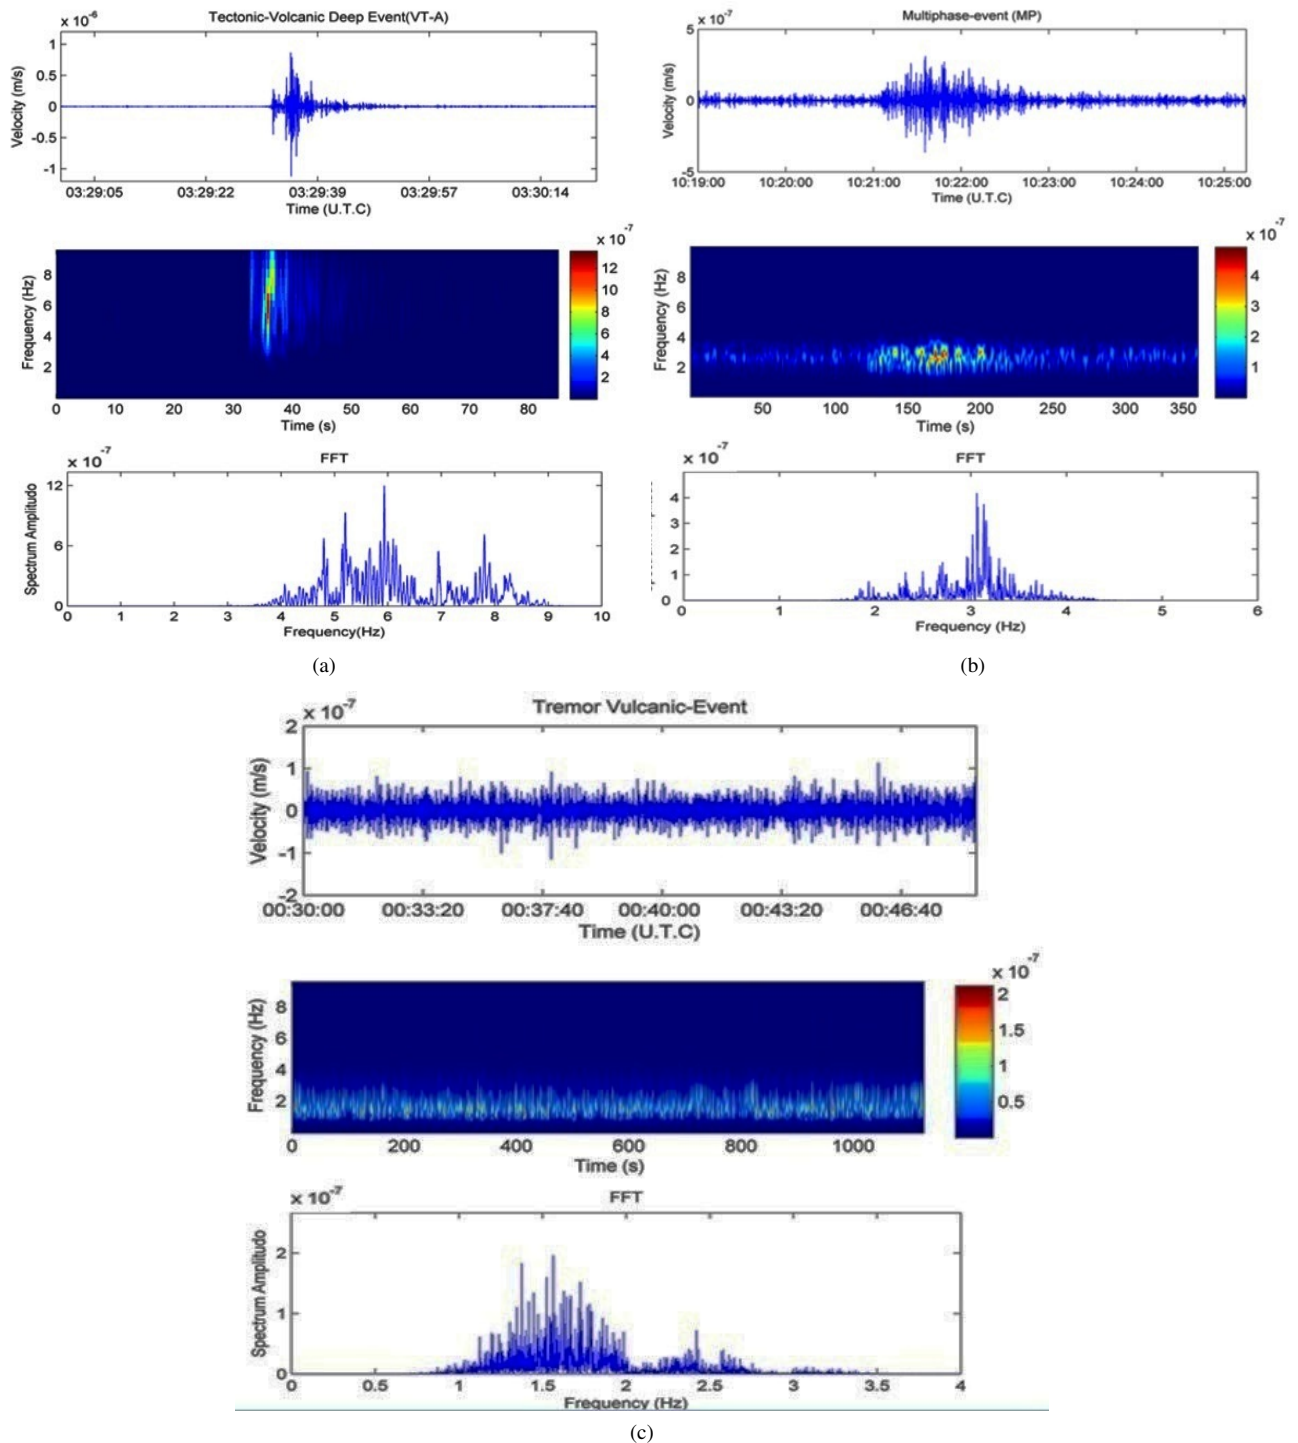 Tectonic-Volcanic Deep Event(VT-A)
x 10^-6
Velocity (m/s)
1
0.5
0
-0.5
-1
03:29:05 03:29:22 03:29:39 03:29:57 03:30:14
Time (U.T.C)
x 10^-7
Frequency (Hz)
8
6
4
2
0 10 20 30 40 50 60 70 80
Time (s)
12
10
8
6
4
2
FFT
x 10^-7
Spectrum Amplitudo
12
6
0
0 1 2 3 4 5 6 7 8 9 10
Frequency(Hz)
(a)
Multiphase-event (MP)
x 10^-7
Velocity (m/s)
5
0
-5
10:19:00 10:20:00 10:21:00 10:22:00 10:23:00 10:24:00 10:25:00
Time (U.T.C)
x 10^-7
Frequency (Hz)
8
6
4
2
50 100 150 200 250 300 350
Time (s)
4
3
2
1
FFT
x 10^-7
4
3
2
1
0
0 1 2 3 4 5 6
Frequency (Hz)
(b)
Tremor Vulcanic-Event
x 10^-7
Velocity (m/s)
2
1
0
-1
-2
00:30:00 00:33:20 00:37:40 00:40:00 00:43:20 00:46:40
Time (U.T.C)
x 10^-7
Frequency (Hz)
8
6
4
2
0 200 400 600 800 1000
Time (s)
2
1.5
1
0.5
FFT
x 10^-7
Spectrum Amplitudo
2
1
0
0 0.5 1 1.5 2 2.5 3 3.5 4
Frequency (Hz)
(c)